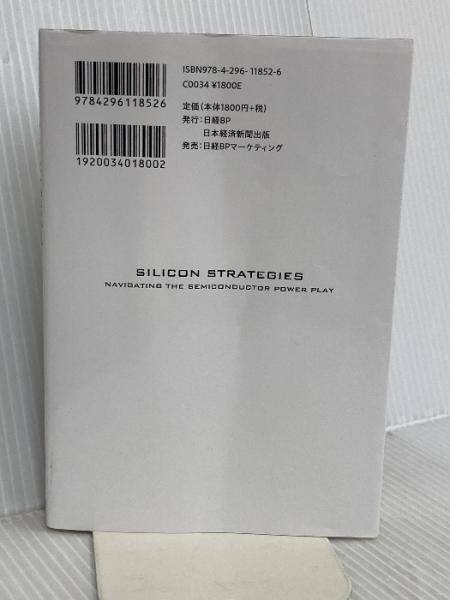 ISBN978-4-296-11852-6
C0034 ¥1800E
定価(本体1800円+税)
発行:日経BP
日本経済新聞出版
発売:日経BPマーケティング
9784296118526
1920034018002
SILICON STRATEGIES
NAVIGATING THE SEMICONDUCTOR POWER PLAY